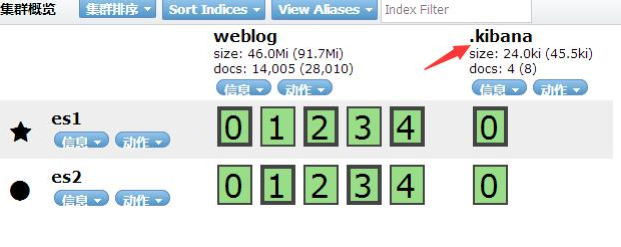 集群概览 集群排序 Sort Indices View Aliases Index Filter
weblog .kibana
size: 46.0Mi (91.7Mi) size: 24.0ki (45.5ki)
docs: 14,005 (28,010) docs: 4 (8)
信息 动作 信息 动作
es1 0 1 2 3 4 0
信息 动作
es2 0 1 2 3 4 0
信息 动作